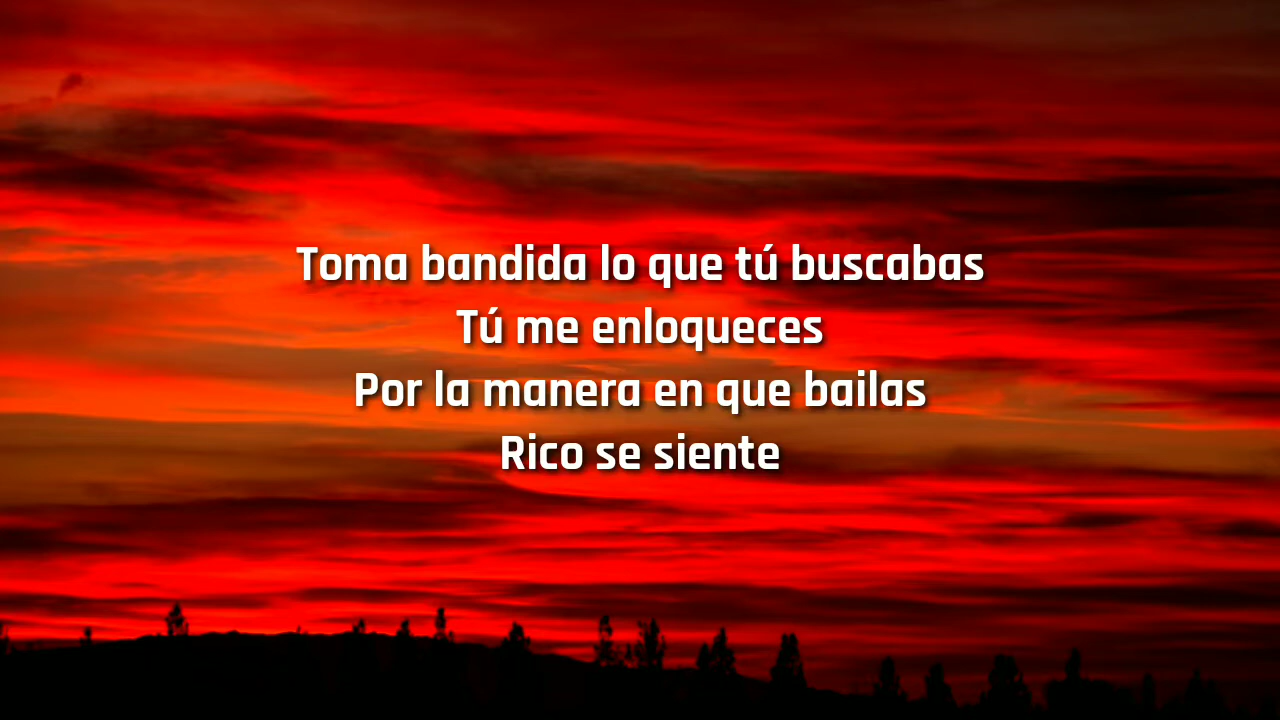 Toma bandida lo que tú buscabas
Tú me enloqueces
Por la manera en que bailas
Rico se siente